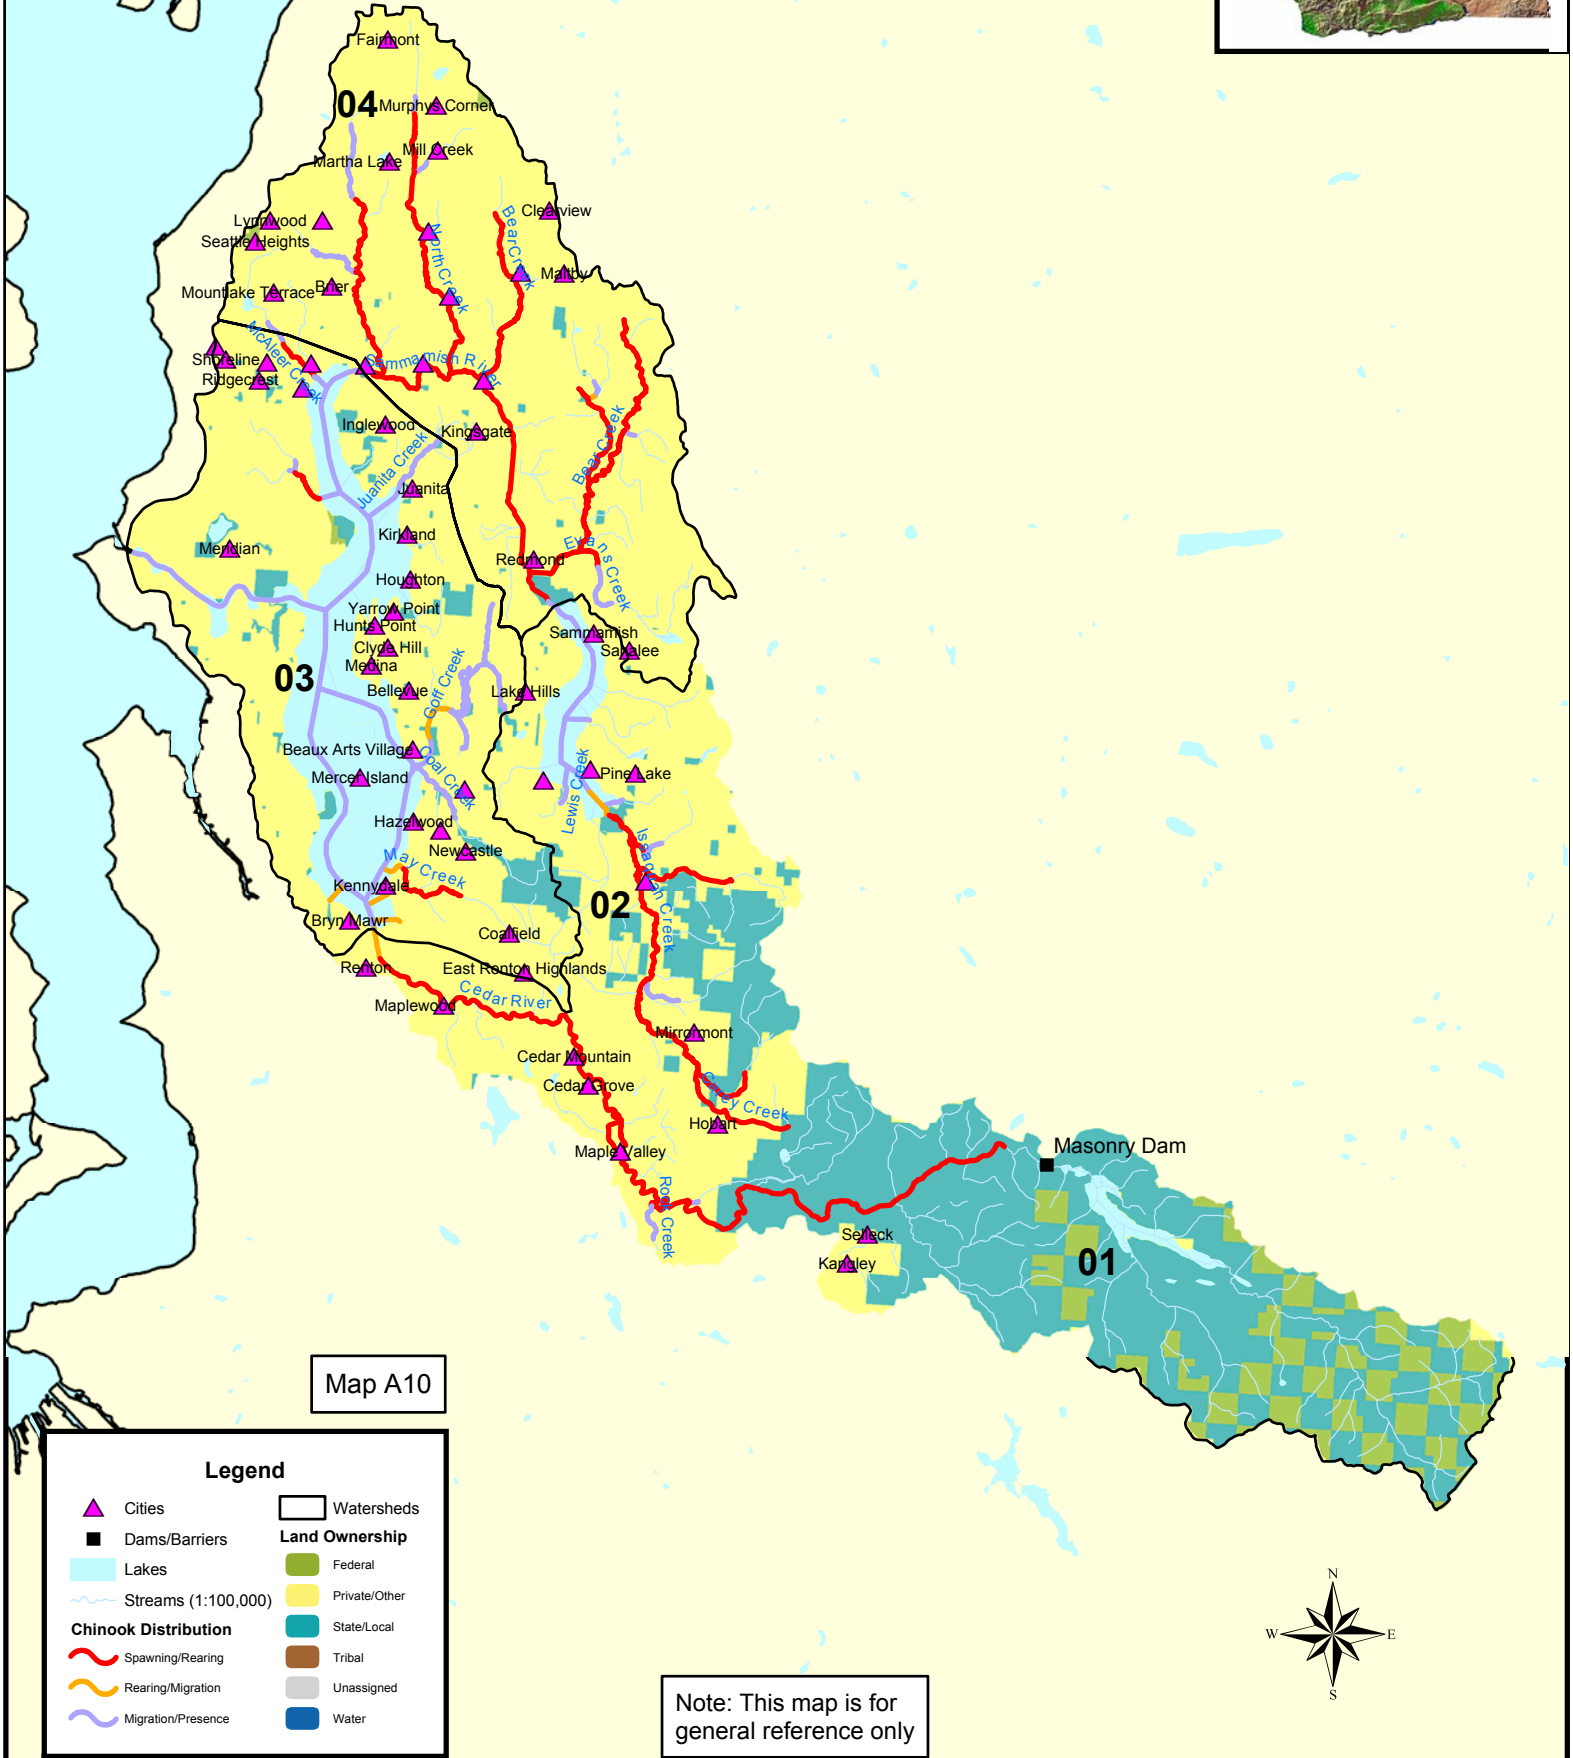 Fairmont
04
Murphys Corner
Mill Creek
Martha Lake
Bear Creek
Clearview
Lynnwood
Seattle Heights
North Creek
Maltby
Brier
Mountlake Terrace
McAleer Creek
Shoreline
Sammamish River
Ridgecrest
Inglewood
Kingsgate
Juanita Creek
Bear Creek
Juanita
Kirkland
Meridian
Evans Creek
Redmond
Houghton
Yarrow Point
Hunts Point
Sammamish
Clyde Hill
Sahalee
Medina
03
Goff Creek
Bellevue
Lake Hills
Beaux Arts Village
Coal Creek
Mercer Island
Lewis Creek
Pine Lake
Hazelwood
Newcastle
Issaquah Creek
May Creek
Kennydale
02
Bryn Mawr
Coalfield
Renton
East Renton Highlands
Cedar River
Maplewood
Mirrormont
Cedar Mountain
Cedar Grove
Carey Creek
Hobart
Maple Valley
Masonry Dam
Rock Creek
Selleck
Kangley
01
Map A10
Legend
Cities
Watersheds
Dams/Barriers
Land Ownership
Lakes
Federal
Streams (1:100,000)
Private/Other
Chinook Distribution
State/Local
Spawning/Rearing
Tribal
Rearing/Migration
Unassigned
Migration/Presence
Water
Note: This map is for
general reference only
N
W
E
S